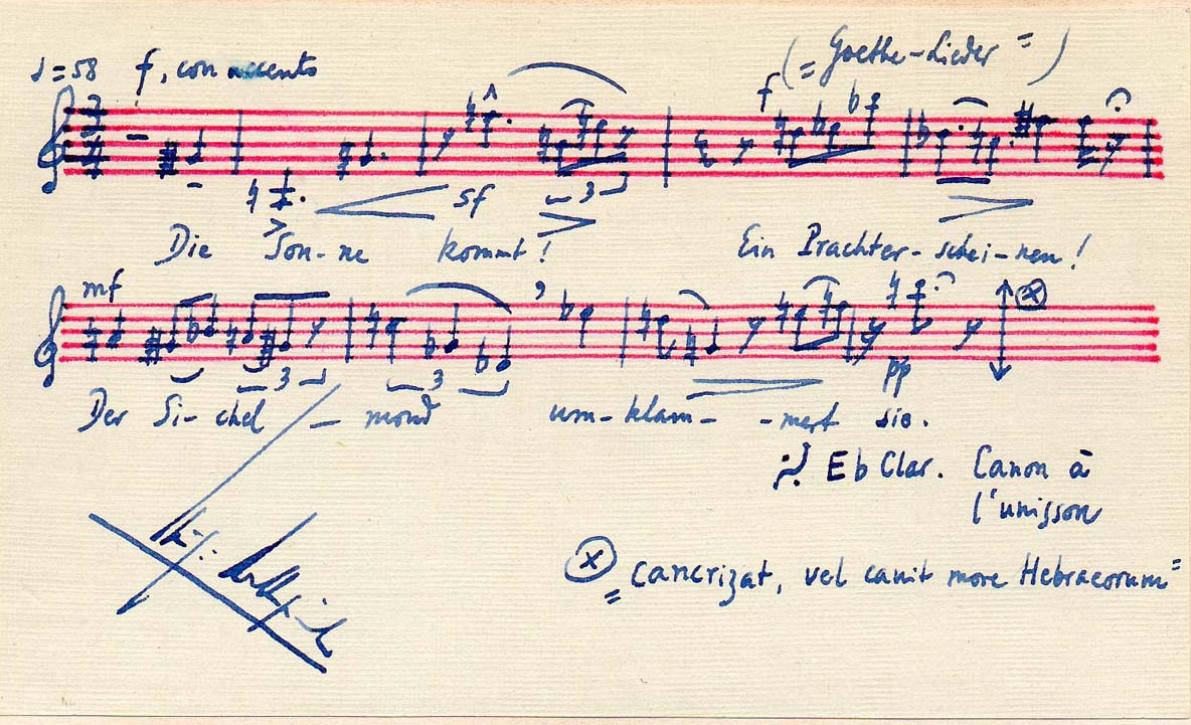 ♩=58 f, con accento („Goethe-Lieder")
f
sf 3
Die Son-ne kommt! Ein Prachter-schei-nen!
mf
3 3 pp
Der Si-chel-mond um-klam-mert sie.
Eb Clar. Canon à
l'unisson
(x) „cancrizat, vel canit more Hebraeorum"